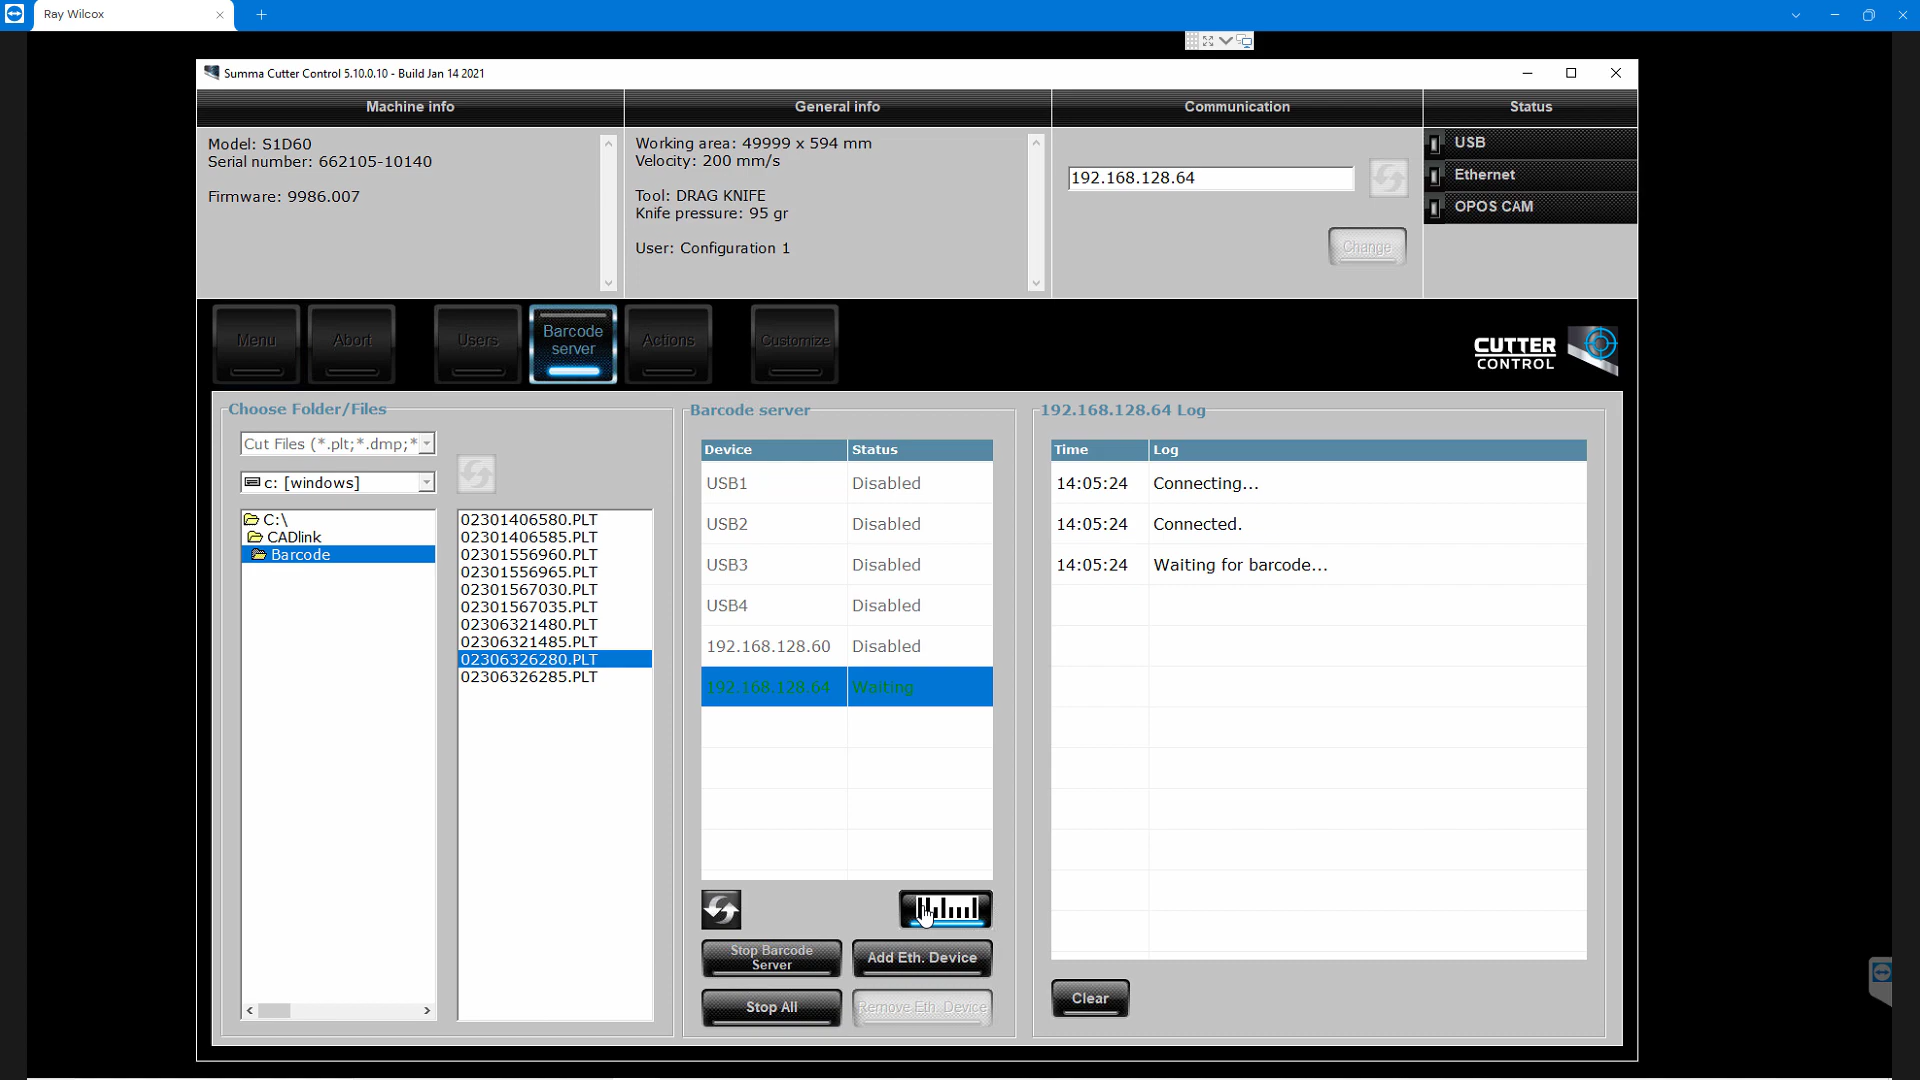 Ray Wilcox
Summa Cutter Control 5.10.0.10 - Build Jan 14 2021
Machine info
General info
Communication
Status
Model: S1D60
Serial number: 662105-10140
Firmware: 9986.007
Working area: 49999 x 594 mm
Velocity: 200 mm/s
Tool: DRAG KNIFE
Knife pressure: 95 gr
User: Configuration 1
192.168.128.64
Change
USB
Ethernet
OPOS CAM
Menu
Abort
Users
Barcode
server
Actions
Customize
CUTTER
CONTROL
Choose Folder/Files
Cut Files (*.plt;*.dmp;*
c: [windows]
C:\
CADlink
Barcode
02301406580.PLT
02301406585.PLT
02301556960.PLT
02301556965.PLT
02301567030.PLT
02301567035.PLT
02306321480.PLT
02306321485.PLT
02306326280.PLT
02306326285.PLT
Barcode server
Device Status
USB1 Disabled
USB2 Disabled
USB3 Disabled
USB4 Disabled
192.168.128.60 Disabled
192.168.128.64 Waiting
Stop Barcode
Server
Add Eth. Device
Stop All
Remove Eth. Device
192.168.128.64 Log
Time Log
14:05:24 Connecting...
14:05:24 Connected.
14:05:24 Waiting for barcode...
Clear